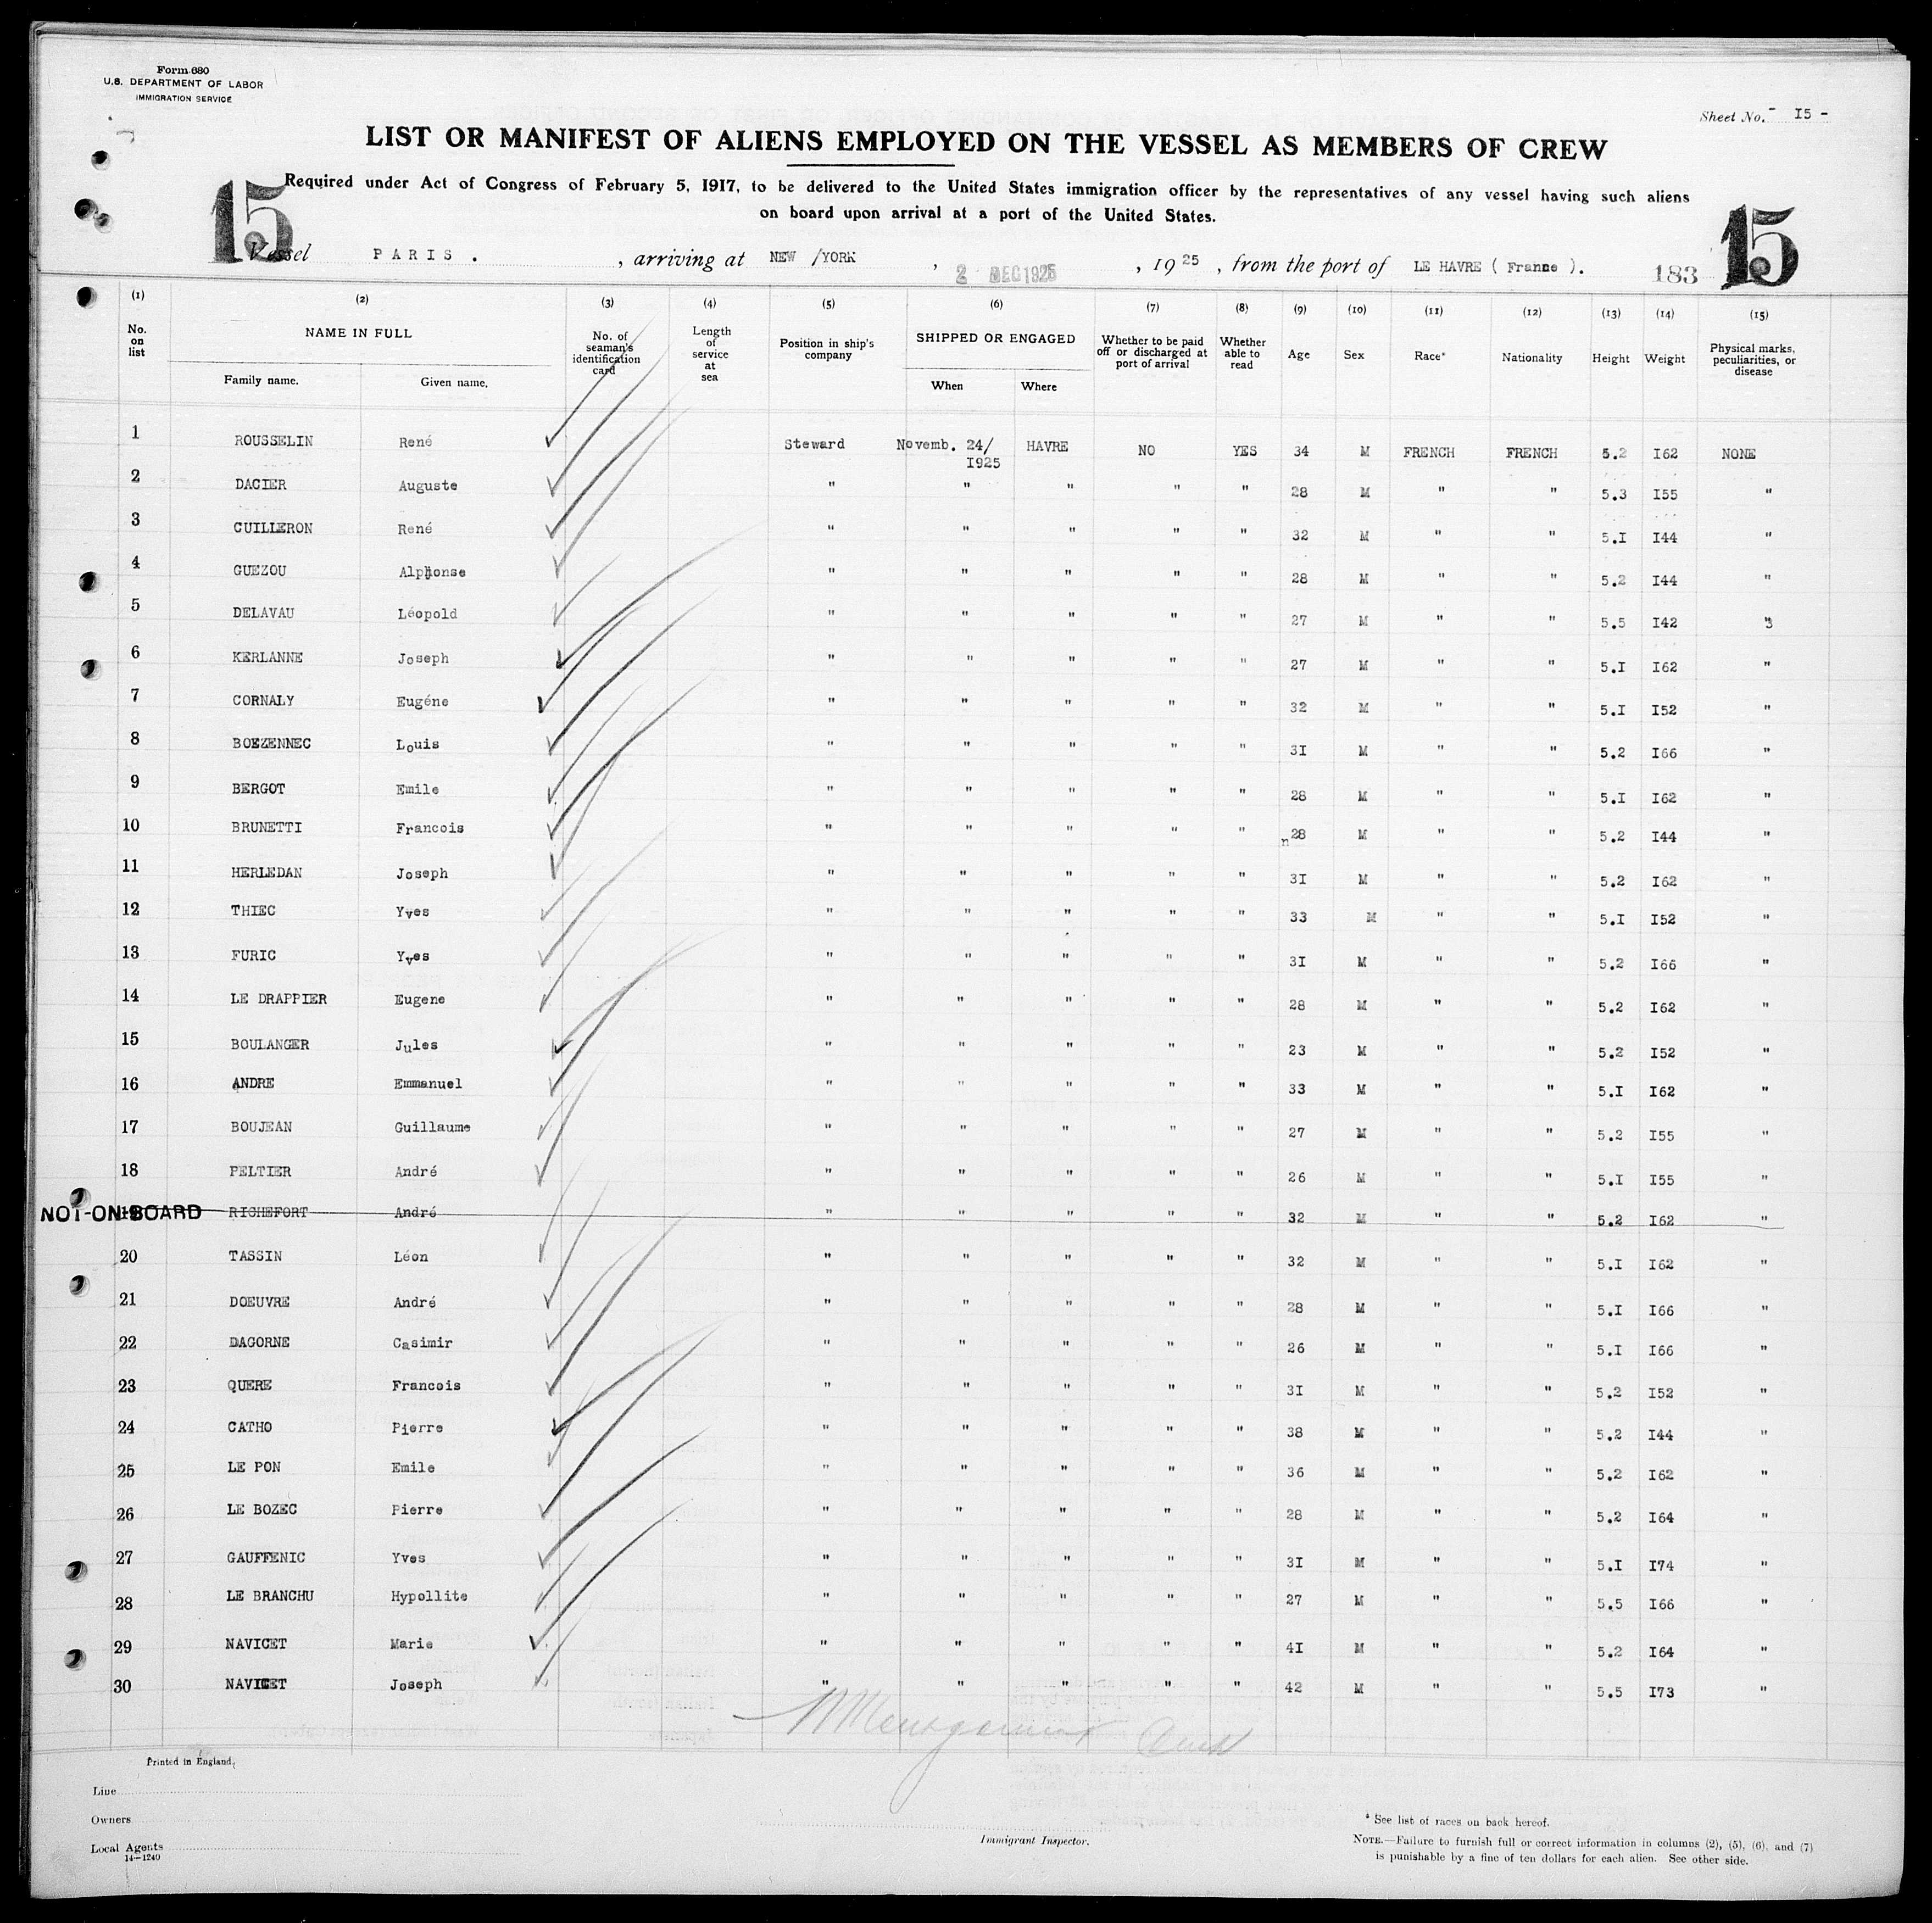 Form 680
U.S. DEPARTMENT OF LABOR
IMMIGRATION SERVICE
Sheet No. - I5 -
LIST OR MANIFEST OF ALIENS EMPLOYED ON THE VESSEL AS MEMBERS OF CREW
Required under Act of Congress of February 5, 1917, to be delivered to the United States immigration officer by the representatives of any vessel having such aliens
on board upon arrival at a port of the United States.
15 15
Vessel PARIS . , arriving at NEW /YORK , 2 DEC 1925 , 19 25 , from the port of LE HAVRE ( Franne ). 183
(1) (2) (3) (4) (5) (6) (7) (8) (9) (10) (11) (12) (13) (14) (15)
No. on list NAME IN FULL No. of seaman's identification card Length of service at sea Position in ship's company SHIPPED OR ENGAGED Whether to be paid off or discharged at port of arrival Whether able to read Age Sex Race* Nationality Height Weight Physical marks, peculiarities, or disease
Family name. Given name. When Where
1 ROUSSELIN René Steward Novemb. 24/ I925 HAVRE NO YES 34 M FRENCH FRENCH 5.2 I62 NONE
2 DACIER Auguste " " " " " 28 M " " 5.3 I55 "
3 CUILLERON René " " " " " 32 M " " 5.I I44 "
4 GUEZOU Alphonse " " " " " 28 M " " 5.2 I44 "
5 DELAVAU Léopold " " " " " 27 M " " 5.5 I42 "
6 KERLANNE Joseph " " " " " 27 M " " 5.I I62 "
7 CORNALY Eugéne " " " " " 32 M " " 5.I I52 "
8 BOEZENNEC Louis " " " " " 3I M " " 5.2 I66 "
9 BERGOT Emile " " " " " 28 M " " 5.I I62 "
10 BRUNETTI Francois " " " " " n28 M " " 5.2 I44 "
11 HERLEDAN Joseph " " " " " 3I M " " 5.2 I62 "
12 THIEC Yves " " " " " 33 M " " 5.I I52 "
13 FURIC Yves " " " " " 3I M " " 5.2 I66 "
14 LE DRAPPIER Eugene " " " " " 28 M " " 5.2 I62 "
15 BOULANGER Jules " " " " " 23 M " " 5.2 I52 "
16 ANDRE Emmanuel " " " " " 33 M " " 5.I I62 "
17 BOUJEAN Guillaume " " " " " 27 M " " 5.2 I55 "
18 PELTIER André " " " " " 26 M " " 5.I I55 "
NOT-ON-BOARD 19 RICHEFORT André " " " " " 32 M " " 5.2 I62 "
20 TASSIN Léon " " " " " 32 M " " 5.I I62 "
21 DOEUVRE André " " " " " 28 M " " 5.I I66 "
22 DAGORNE Casimir " " " " " 26 M " " 5.I I66 "
23 QUERE Francois " " " " " 3I M " " 5.2 I52 "
24 CATHO Pierre " " " " " 38 M " " 5.2 I44 "
25 LE PON Emile " " " " " 36 M " " 5.2 I62 "
26 LE BOZEC Pierre " " " " " 28 M " " 5.2 I64 "
27 GAUFFENIC Yves " " " " " 3I M " " 5.I I74 "
28 LE BRANCHU Hypollite " " " " " 27 M " " 5.5 I66 "
29 NAVICET Marie " " " " " 4I M " " 5.2 I64 "
30 NAVICET Joseph " " " " " 42 M " " 5.5 I73 "
Printed in England.
Line
Owners
Local Agents
14—1240
Immigrant Inspector.
* See list of races on back hereof.
NOTE.—Failure to furnish full or correct information in columns (2), (5), (6), and (7)
is punishable by a fine of ten dollars for each alien. See other side.